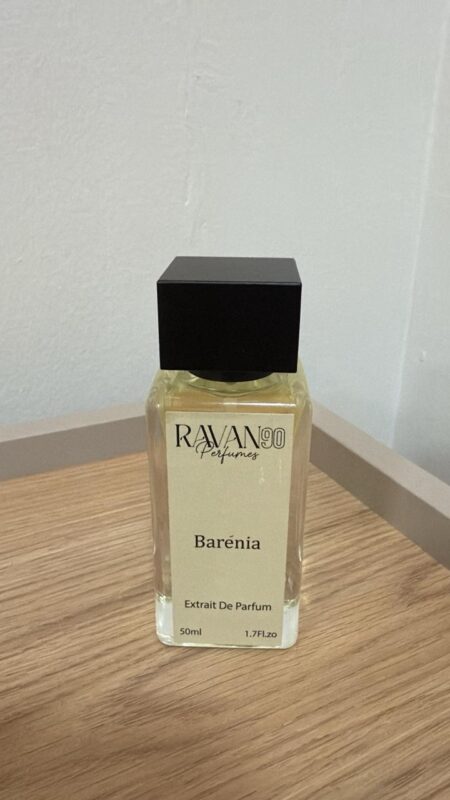 RAVAN90
Perfumes
Barénia
Extrait De Parfum
50ml 1.7Fl.zo